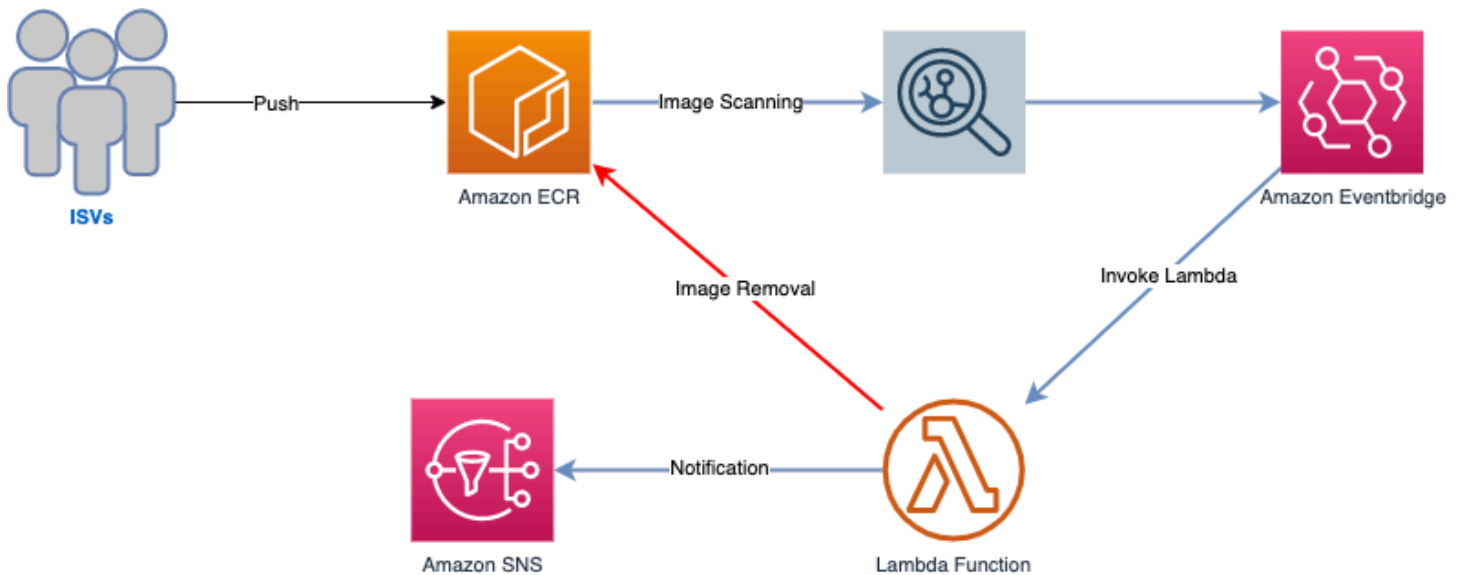 Push
Image Scanning
Amazon ECR
Amazon Eventbridge
ISVs
Invoke Lambda
Image Removal
Notification
Amazon SNS
Lambda Function